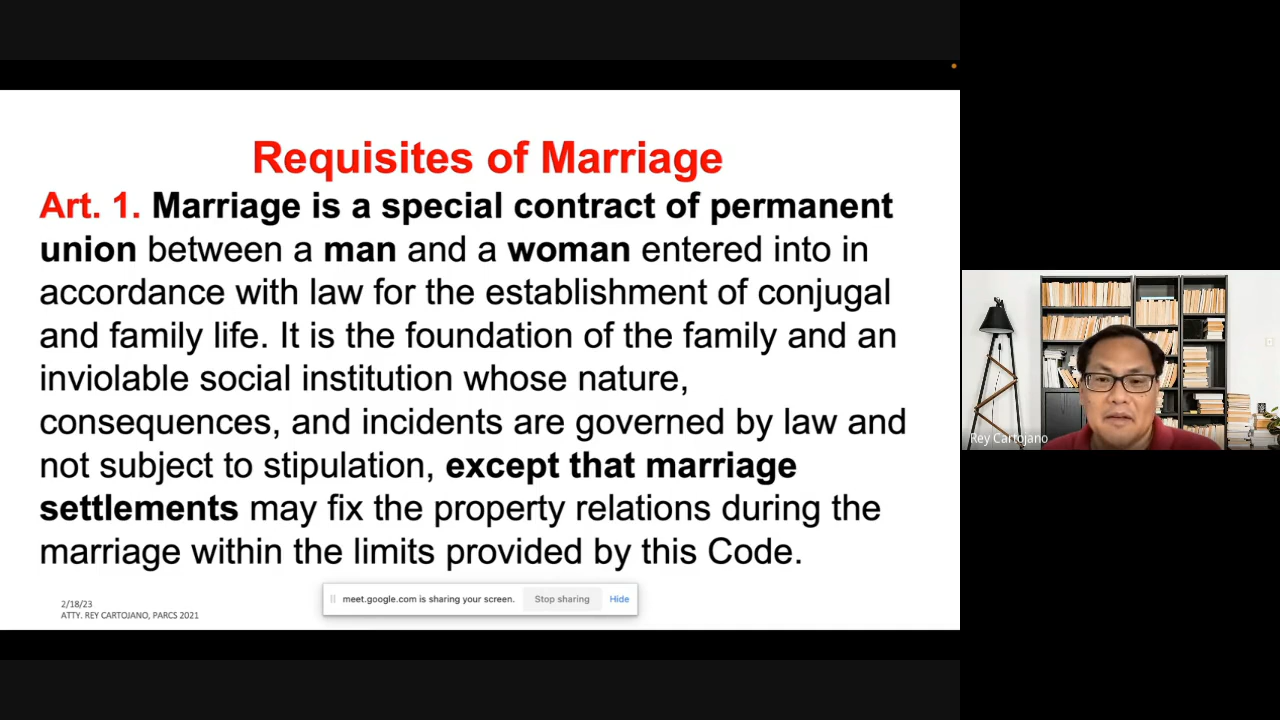 Requisites of Marriage
Art. 1. Marriage is a special contract of permanent
union between a man and a woman entered into in
accordance with law for the establishment of conjugal
and family life. It is the foundation of the family and an
inviolable social institution whose nature,
consequences, and incidents are governed by law and
not subject to stipulation, except that marriage
settlements may fix the property relations during the
marriage within the limits provided by this Code.
2/18/23
ATTY. REY CARTOJANO, PARCS 2021
meet.google.com is sharing your screen. Stop sharing Hide
Rey Cartojano